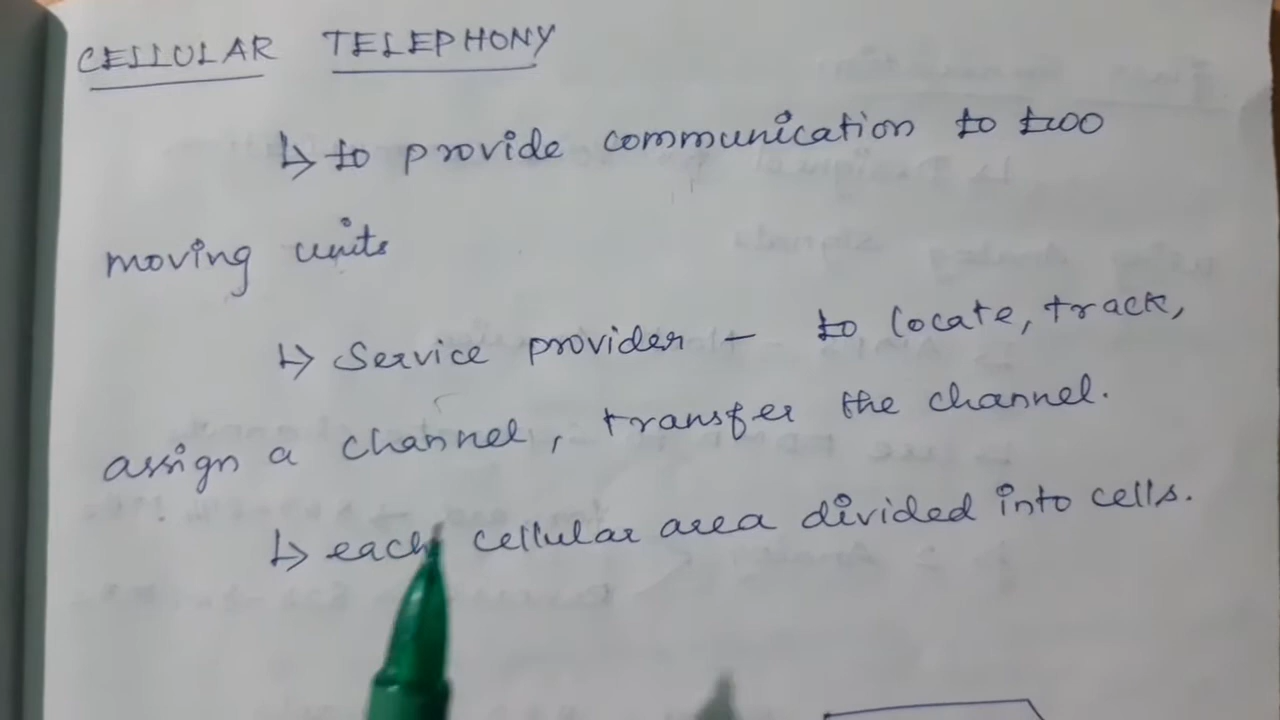 CELLULAR TELEPHONY
↳ to provide communication to two
moving units
↳ Service provider – to locate, track,
assign a channel, transfer the channel.
↳ each cellular area divided into cells.